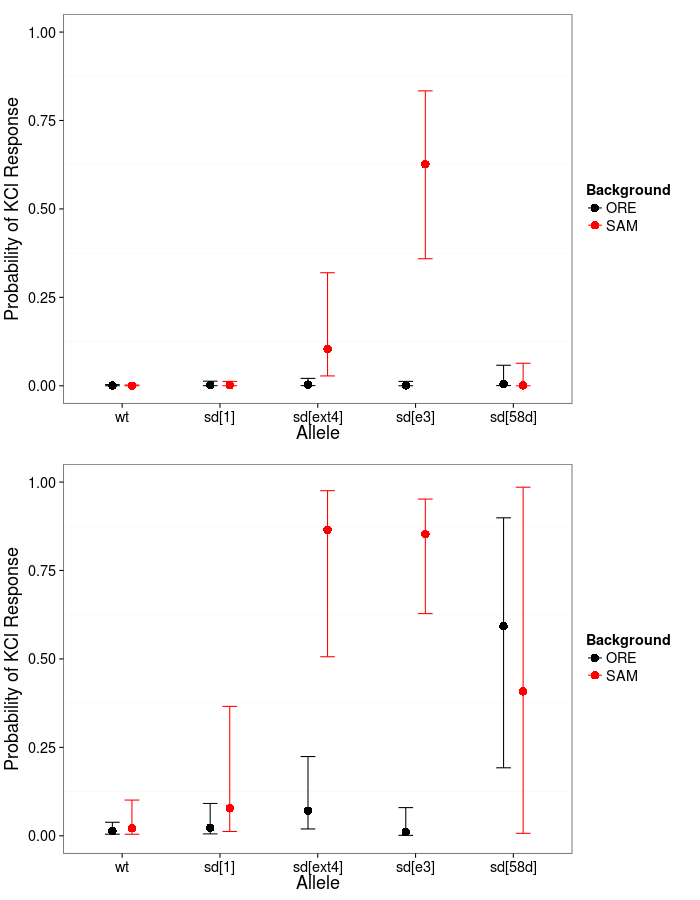 1.00
0.75
0.50
0.25
0.00
Probability of KCl Response
wt sd[1] sd[ext4] sd[e3] sd[58d]
Allele
Background
ORE
SAM
1.00
0.75
0.50
0.25
0.00
Probability of KCl Response
wt sd[1] sd[ext4] sd[e3] sd[58d]
Allele
Background
ORE
SAM